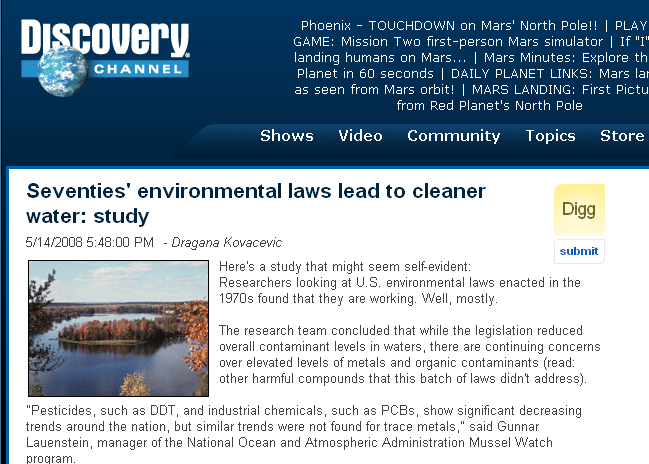 Discovery
CHANNEL
Phoenix - TOUCHDOWN on Mars' North Pole!! | PLAY
GAME: Mission Two first-person Mars simulator | If "I"
landing humans on Mars... | Mars Minutes: Explore th
Planet in 60 seconds | DAILY PLANET LINKS: Mars lan
as seen from Mars orbit! | MARS LANDING: First Pictu
from Red Planet's North Pole
Shows Video Community Topics Store
Seventies' environmental laws lead to cleaner
water: study
5/14/2008 5:48:00 PM - Dragana Kovacevic
Digg
submit
Here's a study that might seem self-evident:
Researchers looking at U.S. environmental laws enacted in the
1970s found that they are working. Well, mostly.
The research team concluded that while the legislation reduced
overall contaminant levels in waters, there are continuing concerns
over elevated levels of metals and organic contaminants (read:
other harmful compounds that this batch of laws didn't address).
"Pesticides, such as DDT, and industrial chemicals, such as PCBs, show significant decreasing
trends around the nation, but similar trends were not found for trace metals," said Gunnar
Lauenstein, manager of the National Ocean and Atmospheric Administration Mussel Watch
program.